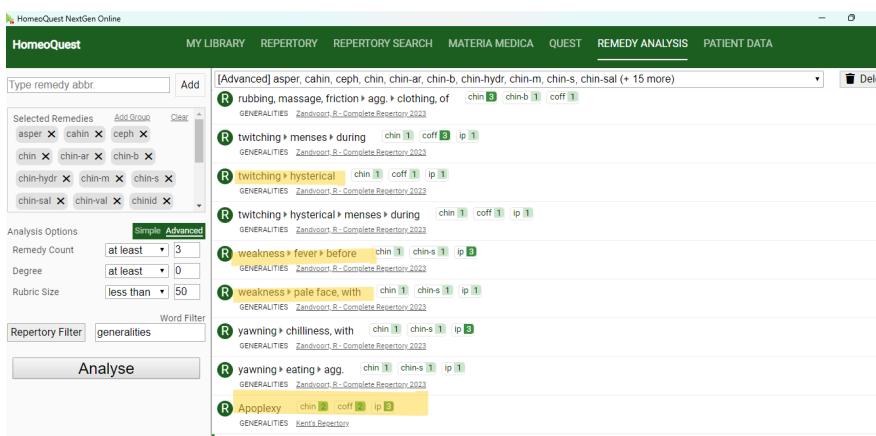 HomeoQuest NextGen Online
HomeoQuest MY LIBRARY REPERTORY REPERTORY SEARCH MATERIA MEDICA QUEST REMEDY ANALYSIS PATIENT DATA
Type remedy abbr. Add
Selected Remedies Add Group Clear
asper X cahin X ceph X
chin X chin-ar X chin-b X
chin-hydr X chin-m X chin-s X
chin-sal X chin-val X chinid X
Analysis Options Simple Advanced
Remedy Count at least 3
Degree at least 0
Rubric Size less than 50
Word Filter
Repertory Filter generalities
Analyse
[Advanced] asper, cahin, ceph, chin, chin-ar, chin-b, chin-hydr, chin-m, chin-s, chin-sal (+ 15 more) Del
R rubbing, massage, friction ▸ agg. ▸ clothing, of chin 3 chin-b 1 coff 1
GENERALITIES Zandvoort, R - Complete Repertory 2023
R twitching ▸ menses ▸ during chin 1 coff 3 ip 1
GENERALITIES Zandvoort, R - Complete Repertory 2023
R twitching ▸ hysterical chin 1 coff 1 ip 1
GENERALITIES Zandvoort, R - Complete Repertory 2023
R twitching ▸ hysterical ▸ menses ▸ during chin 1 coff 1 ip 1
GENERALITIES Zandvoort, R - Complete Repertory 2023
R weakness ▸ fever ▸ before chin 1 chin-s 1 ip 3
GENERALITIES Zandvoort, R - Complete Repertory 2023
R weakness ▸ pale face, with chin 1 chin-s 1 ip 1
GENERALITIES Zandvoort, R - Complete Repertory 2023
R yawning ▸ chilliness, with chin 1 chin-s 1 ip 3
GENERALITIES Zandvoort, R - Complete Repertory 2023
R yawning ▸ eating ▸ agg. chin 1 chin-s 1 ip 1
GENERALITIES Zandvoort, R - Complete Repertory 2023
R Apoplexy chin 2 coff 2 ip 3
GENERALITIES Kent's Repertory